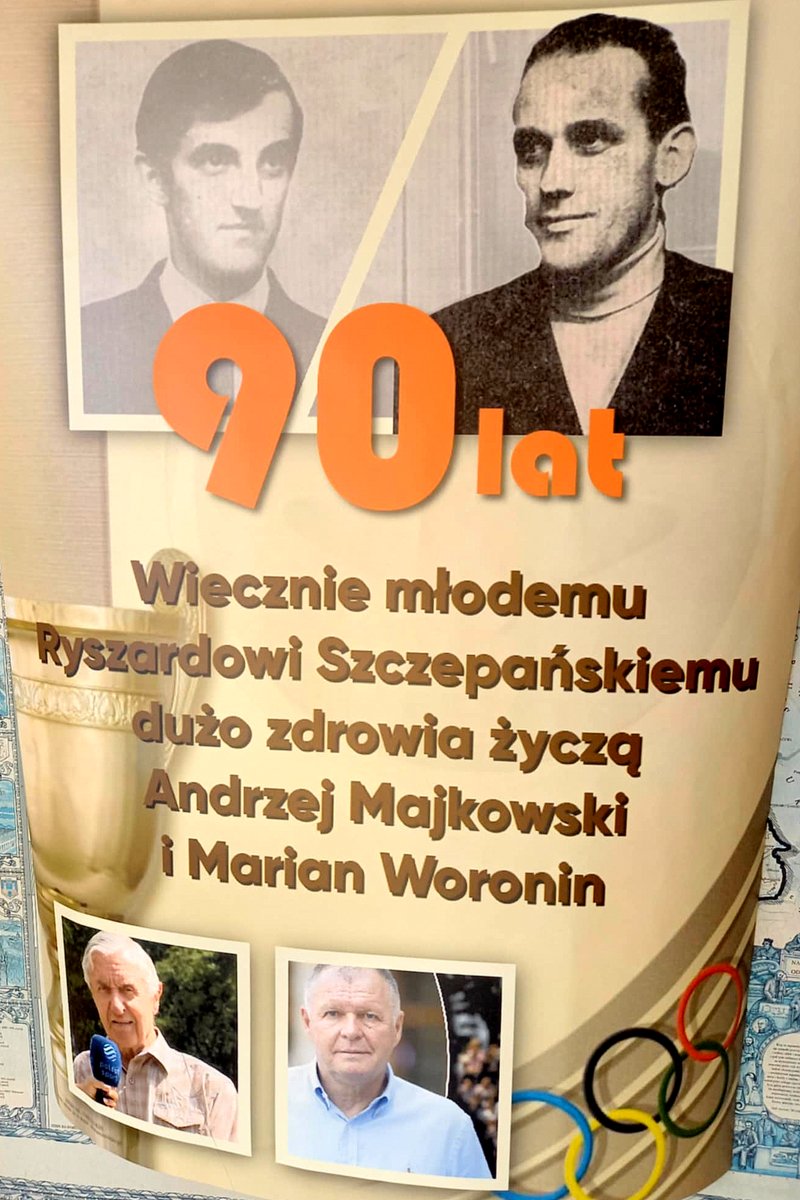 90 lat
Wiecznie młodemu
Ryszardowi Szczepańskiemu
dużo zdrowia życzą
Andrzej Majkowski
i Marian Woronin